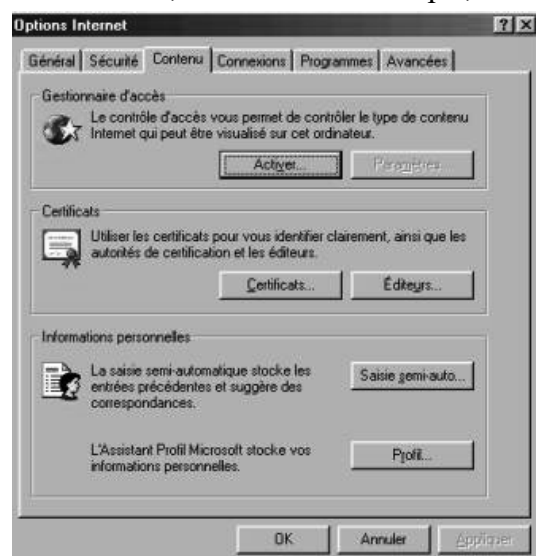 Options Internet
Général Sécurité Contenu Connexions Programmes Avancées
Gestionnaire d'accès
Le contrôle d'accès vous permet de contrôler le type de contenu
Internet qui peut être visualisé sur cet ordinateur.
Activer... Paramètres...
Certificats
Utiliser les certificats pour vous identifier clairement, ainsi que les
autorités de certification et les éditeurs.
Certificats... Éditeurs...
Informations personnelles
La saisie semi-automatique stocke les
entrées précédentes et suggère des
correspondances.
Saisie semi-auto...
L'Assistant Profil Microsoft stocke vos
informations personnelles.
Profil...
OK Annuler Appliquer